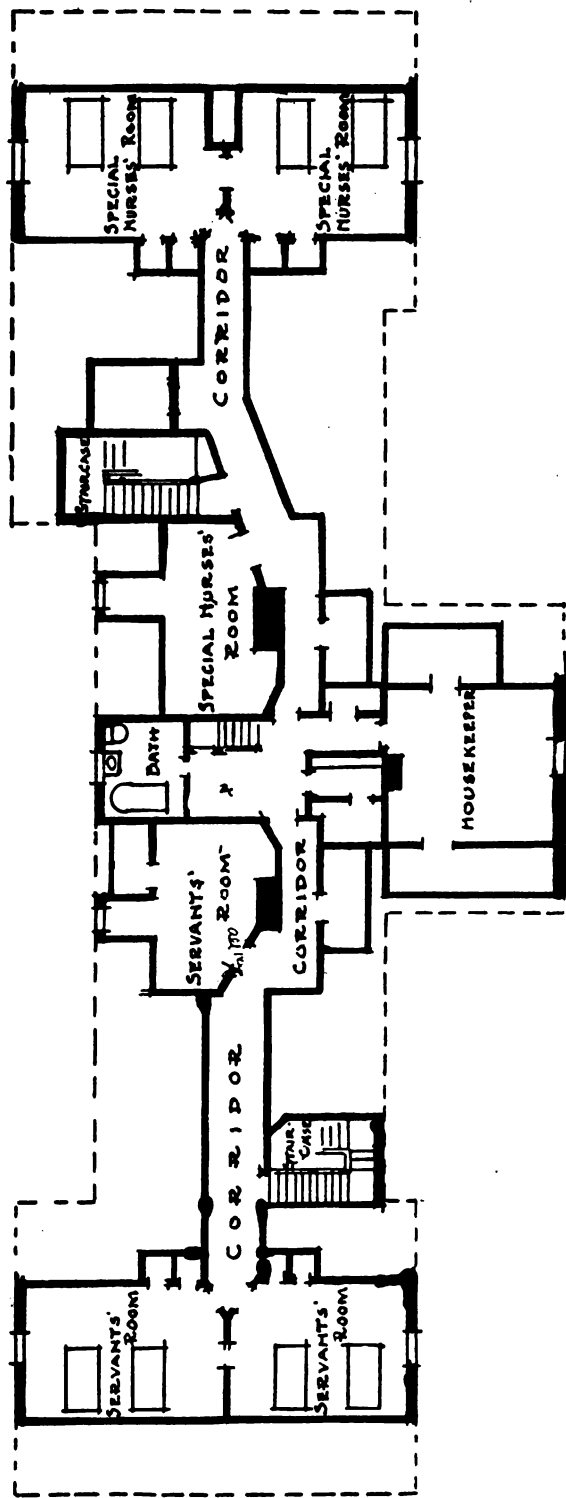 SPECIAL
NURSES' ROOM
SPECIAL
NURSES' ROOM
CORRIDOR
STAIRCASE
SPECIAL NURSES'
ROOM
BATH
HOUSEKEEPER
SERVANTS'
ROOM
CORRIDOR
CORRIDOR
STAIR-
CASE
SERVANTS'
ROOM
SERVANTS'
ROOM